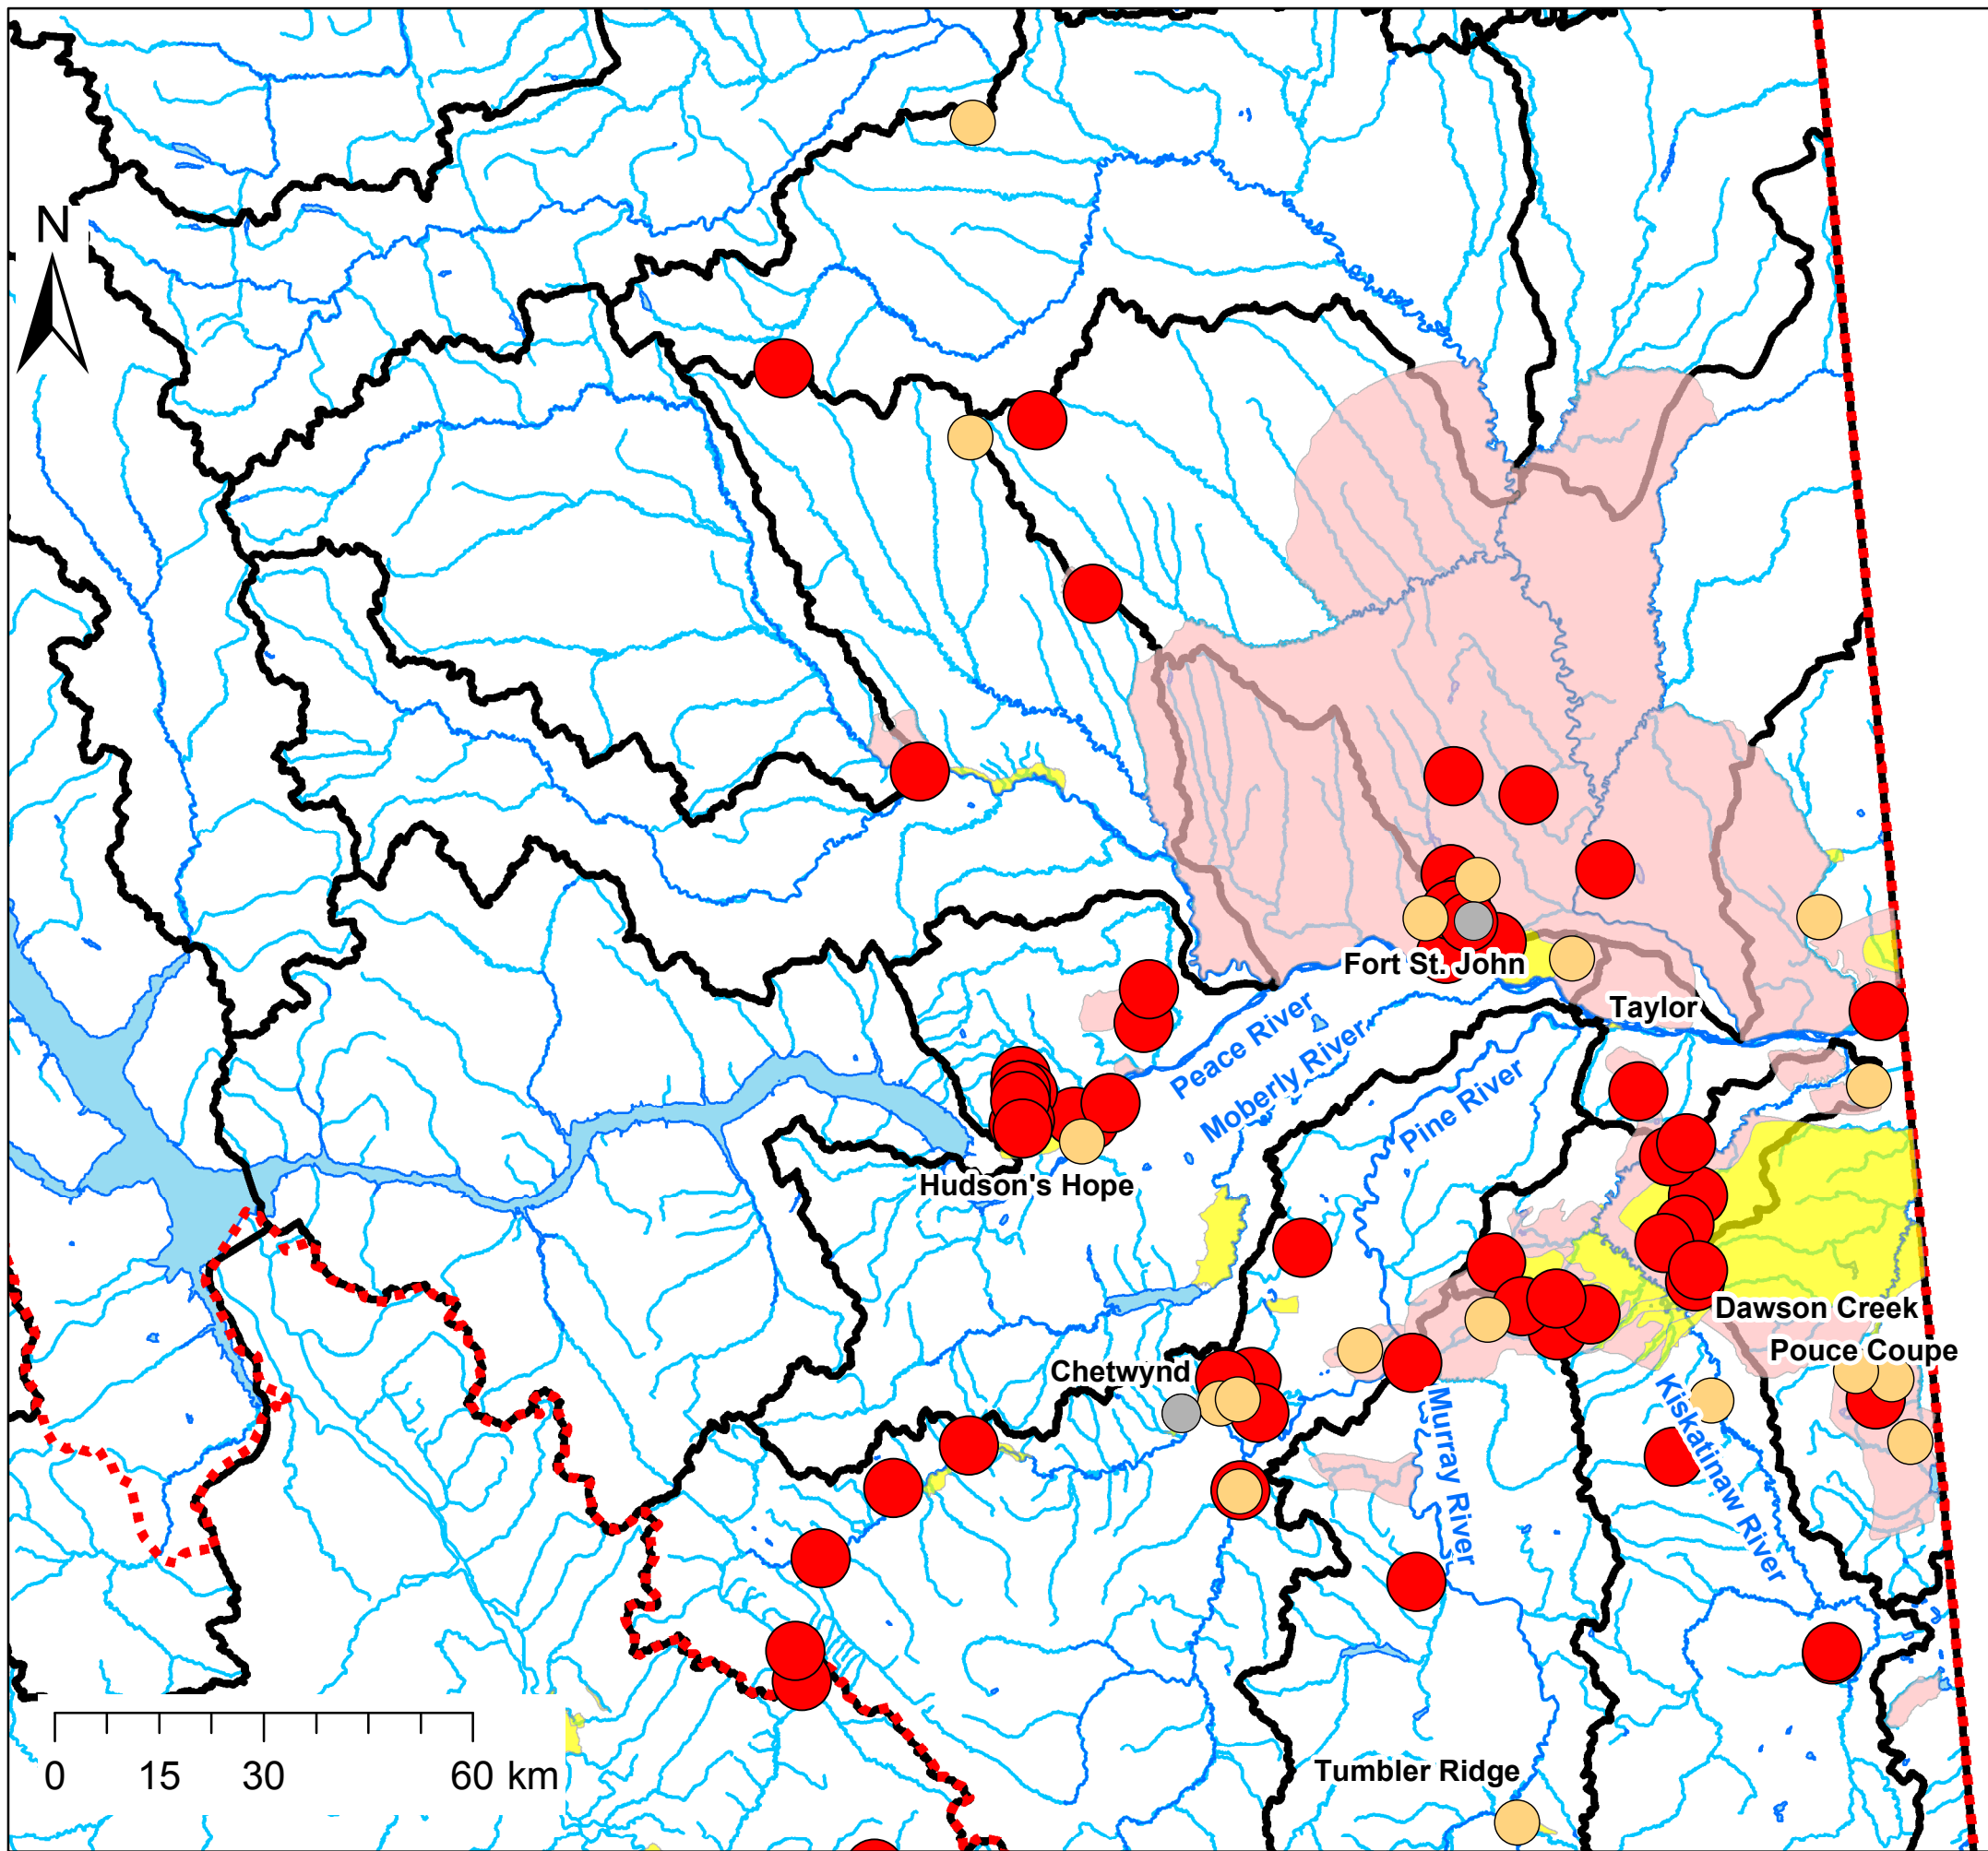 N
Fort St. John
Taylor
Peace River
Moberly River
Pine River
Hudson's Hope
Dawson Creek
Pouce Coupe
Chetwynd
Murray River
Kiskatinaw River
Tumbler Ridge
0 15 30 60 km